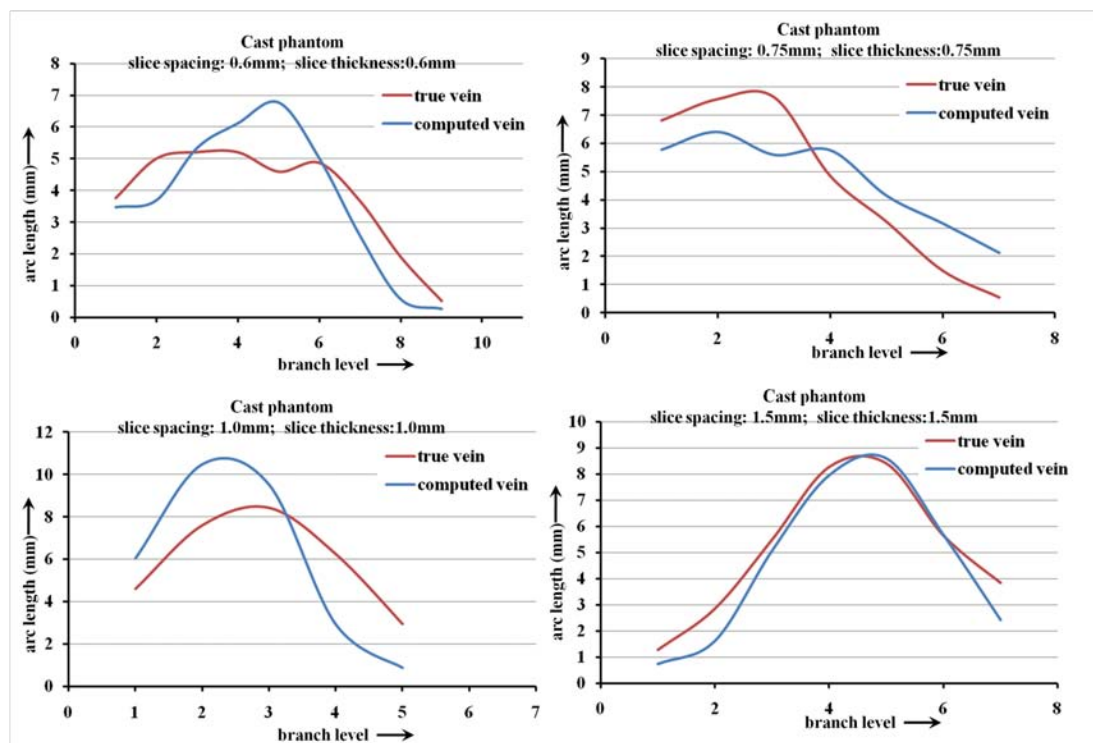 Cast phantom
slice spacing: 0.6mm; slice thickness:0.6mm
8
7
6
5
4
3
2
1
0
true vein
computed vein
arc length (mm)
0 2 4 6 8 10
branch level
Cast phantom
slice spacing: 0.75mm; slice thickness:0.75mm
9
8
7
6
5
4
3
2
1
0
true vein
computed vein
arc length (mm)
0 2 4 6 8
branch level
Cast phantom
slice spacing: 1.0mm; slice thickness:1.0mm
12
10
8
6
4
2
0
true vein
computed vein
arc length (mm)
0 1 2 3 4 5 6 7
branch level
Cast phantom
slice spacing: 1.5mm; slice thickness:1.5mm
10
9
8
7
6
5
4
3
2
1
0
true vein
computed vein
arc length (mm)
0 2 4 6 8
branch level